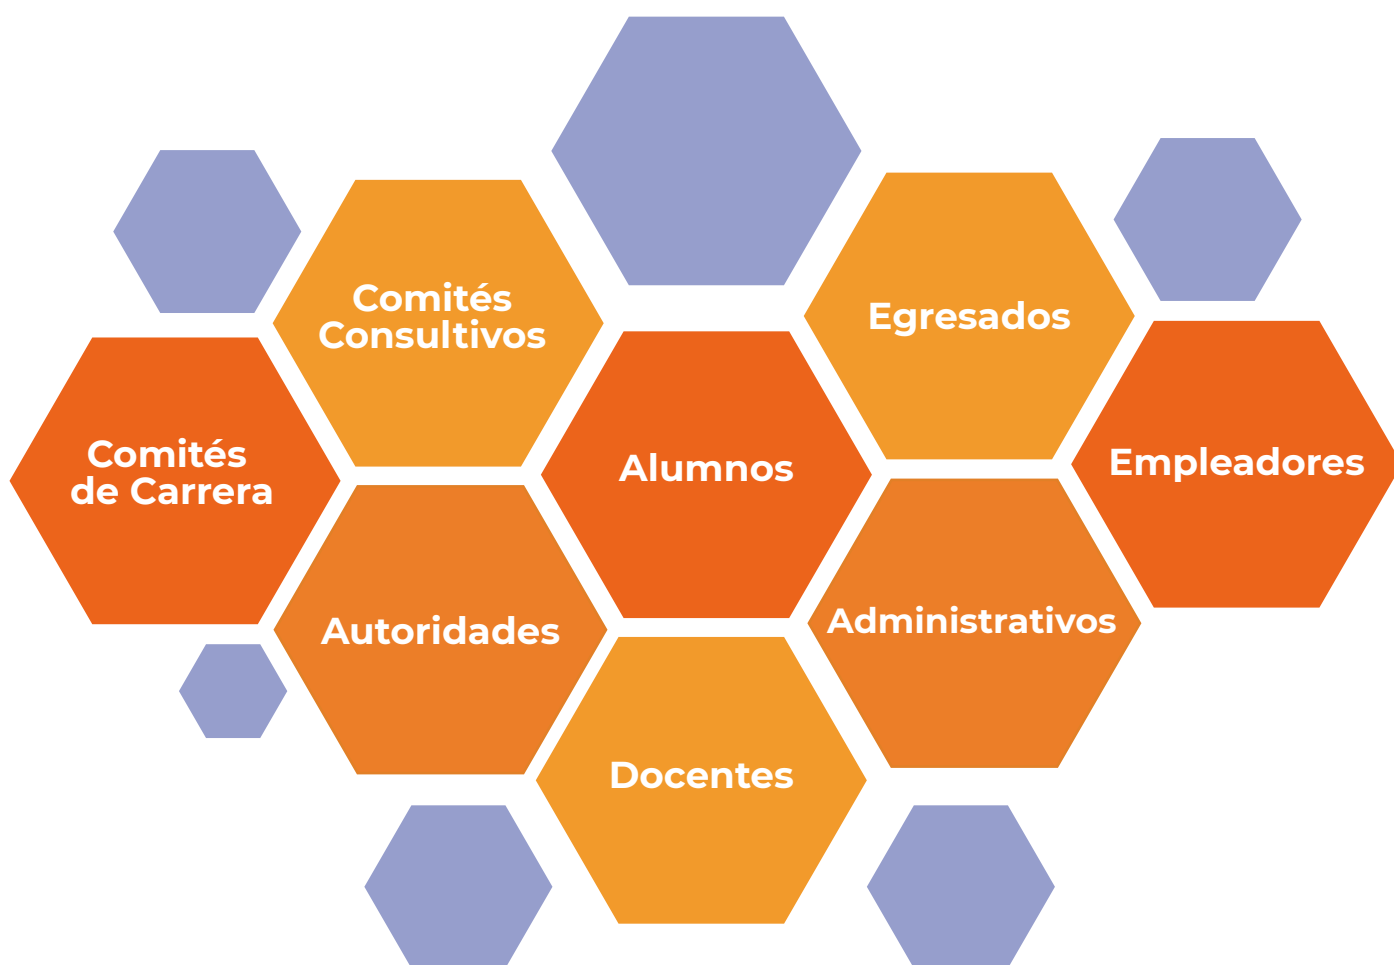 Comités
Consultivos
Egresados
Comités
de Carrera
Alumnos
Empleadores
Autoridades
Administrativos
Docentes